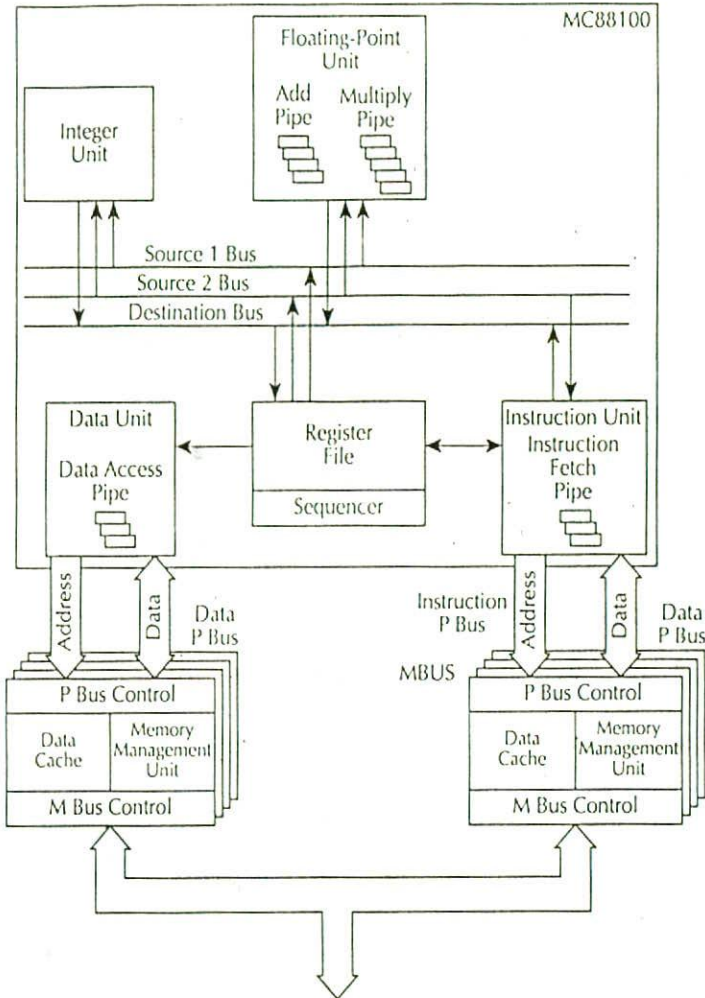 MC88100
Floating-Point
Unit
Add
Pipe
Multiply
Pipe
Integer
Unit
Source 1 Bus
Source 2 Bus
Destination Bus
Data Unit
Data Access
Pipe
Register
File
Sequencer
Instruction Unit
Instruction
Fetch
Pipe
Address
Data
Data
P Bus
Instruction
P Bus
Address
Data
Data
P Bus
MBUS
P Bus Control
Data
Cache
Memory
Management
Unit
M Bus Control
P Bus Control
Data
Cache
Memory
Management
Unit
M Bus Control